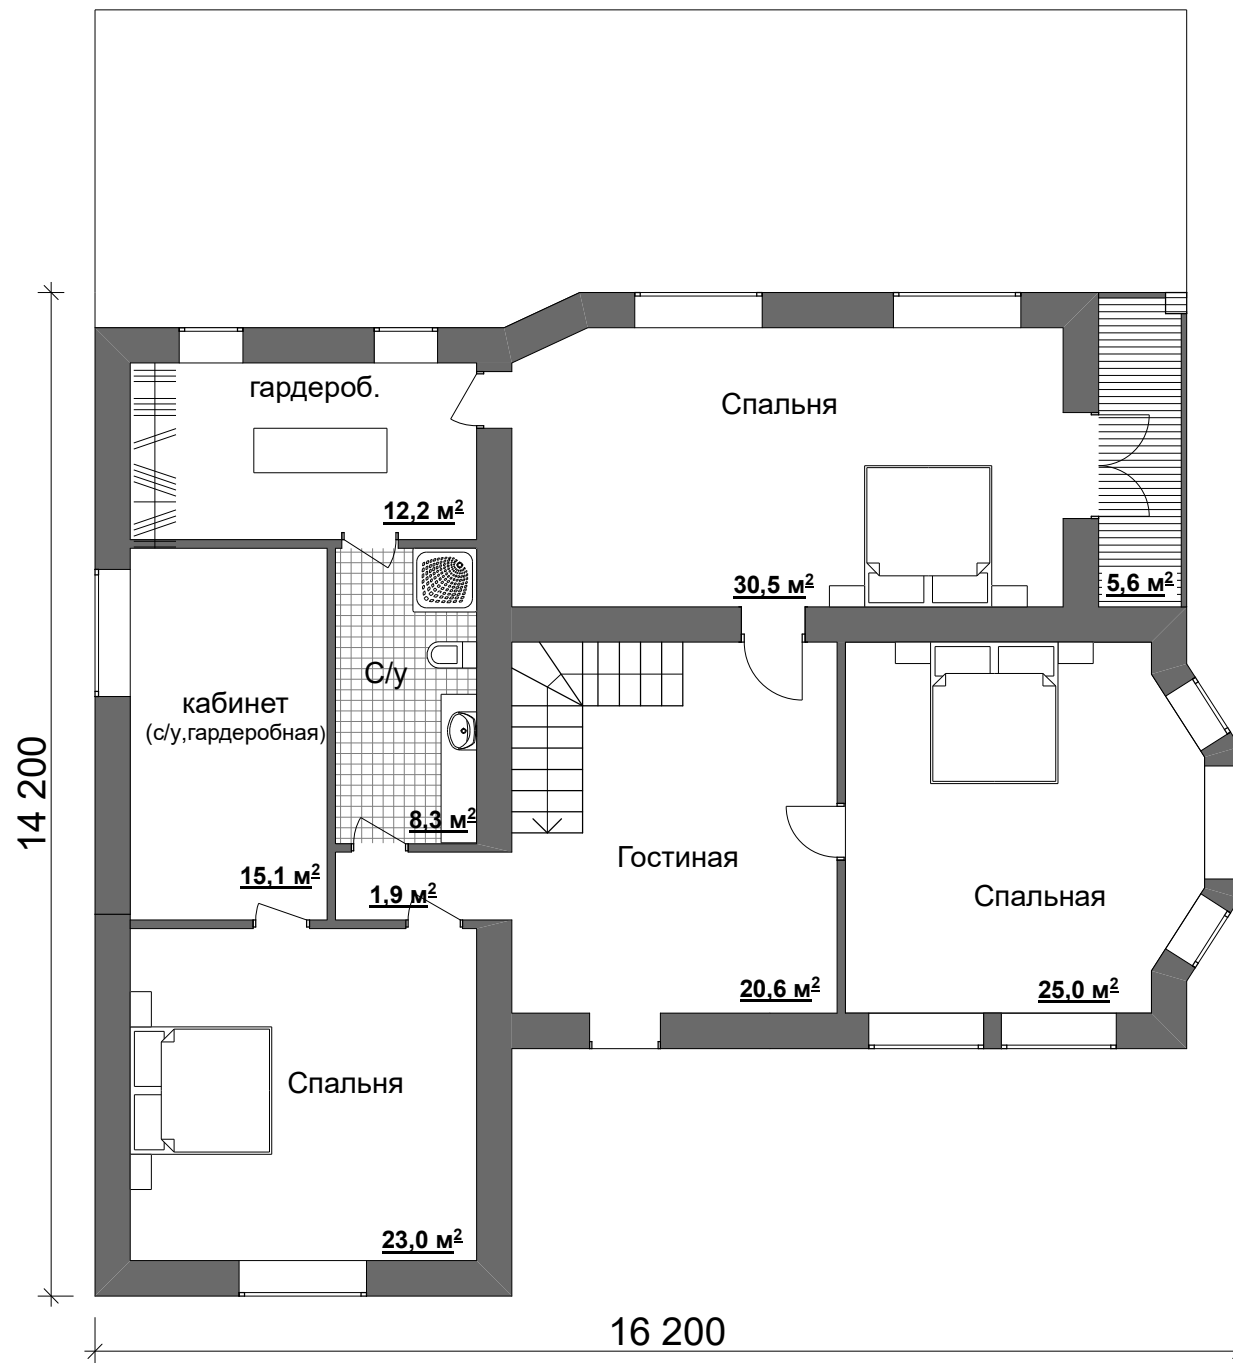 гардероб.
Спальня
12,2 м²
30,5 м²
5,6 м²
С/у
кабинет
(с/у,гардеробная)
14 200
8,3 м²
Гостиная
15,1 м²
1,9 м²
Спальная
20,6 м²
25,0 м²
Спальня
23,0 м²
16 200